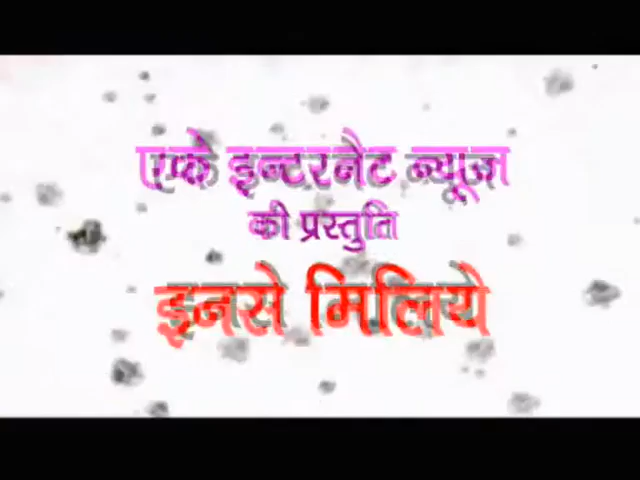 एके इन्टरनेट न्यूज
की प्रस्तुति
इनसे मिलिये